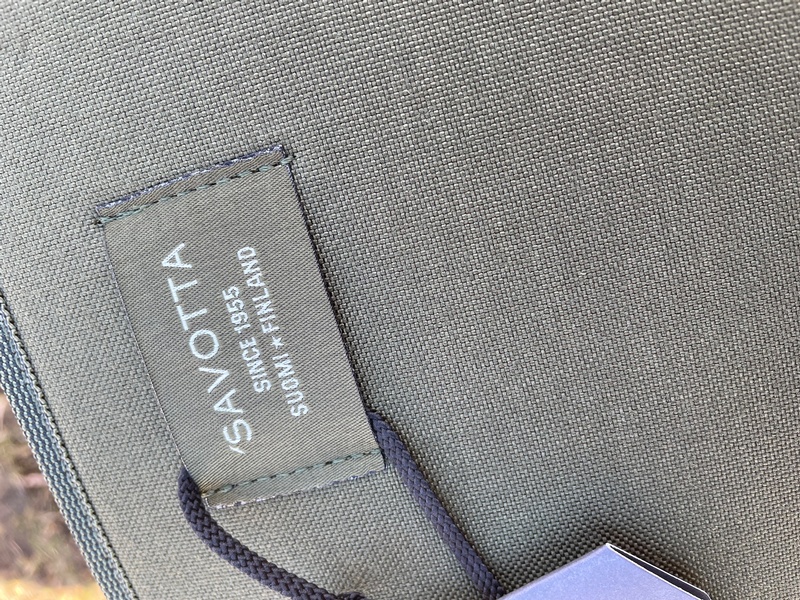 'SAVOTTA
SINCE 1955
SUOMI ★ FINLAND